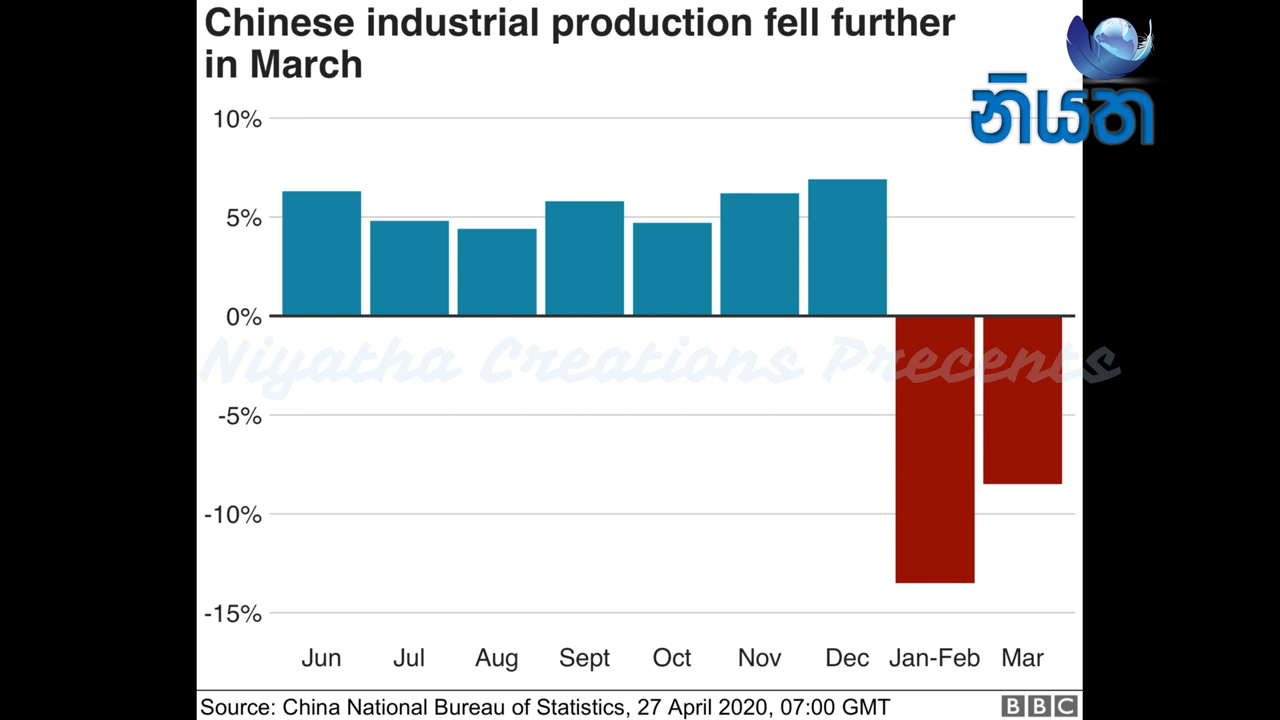 Chinese industrial production fell further
in March
නියත
10%
5%
0%
Niyatha Creations Precents
-5%
-10%
-15%
Jun Jul Aug Sept Oct Nov Dec Jan-Feb Mar
Source: China National Bureau of Statistics, 27 April 2020, 07:00 GMT
BBC